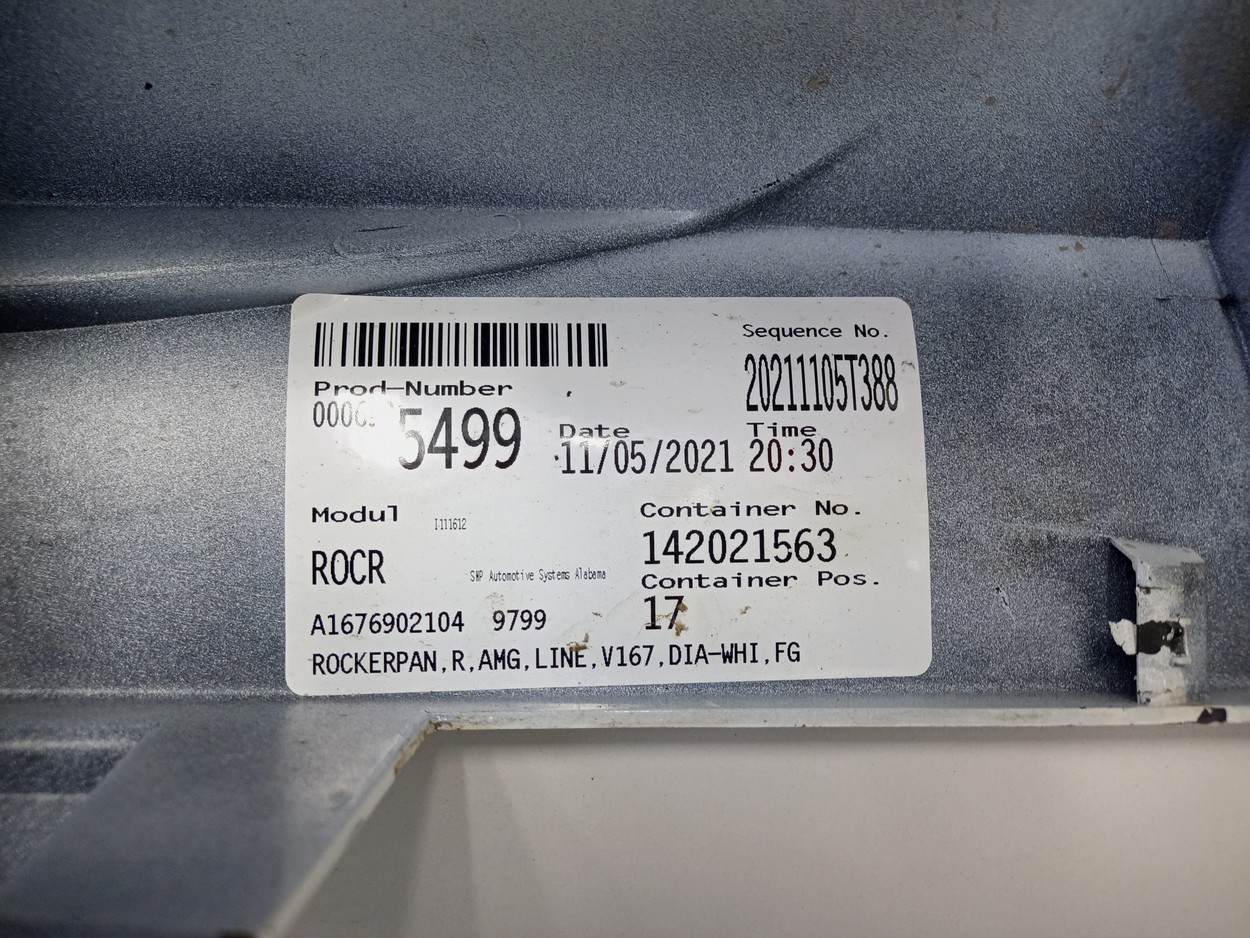 Sequence No.
20211105T388
Prod-Number
5499
Date
Time
11/05/2021 20:30
Modul
I111612
Container No.
142021563
ROCR
SMP Automotive Systems Alabama
Container Pos.
17
A1676902104 9799
ROCKERPAN,R,AMG,LINE,V167,DIA-WHI,FG